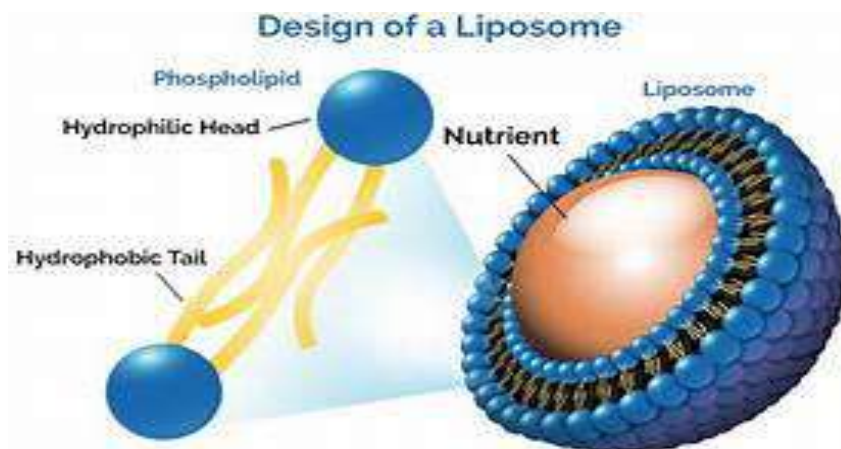 Design of a Liposome
Phospholipid
Hydrophilic Head
Hydrophobic Tail
Liposome
Nutrient